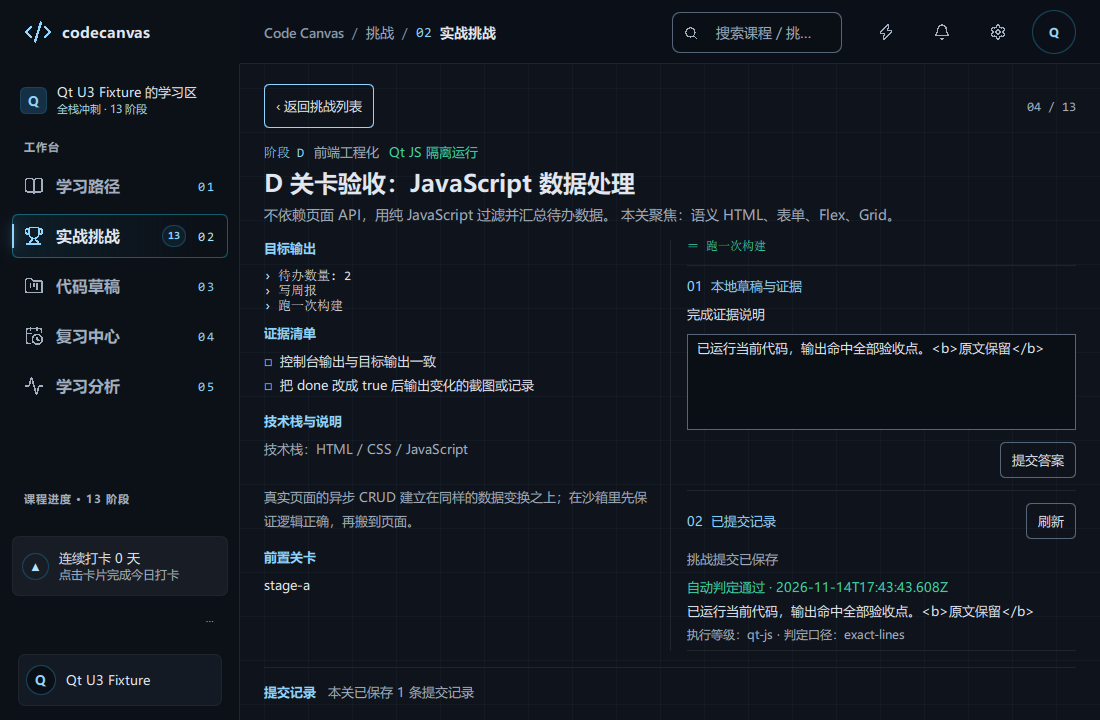 codecanvas
Code Canvas / 挑战 / 02 实战挑战
搜索课程 / 挑...
Q
Q
Qt U3 Fixture 的学习区
全栈冲刺 · 13 阶段
工作台
学习路径 01
实战挑战 13 02
代码草稿 03
复习中心 04
学习分析 05
课程进度 · 13 阶段
连续打卡 0 天
点击卡片完成今日打卡
...
Q
Qt U3 Fixture
‹ 返回挑战列表
04 / 13
阶段 D 前端工程化 Qt JS 隔离运行
D 关卡验收：JavaScript 数据处理
不依赖页面 API，用纯 JavaScript 过滤并汇总待办数据。 本关聚焦：语义 HTML、表单、Flex、Grid。
目标输出
› 待办数量: 2
› 写周报
› 跑一次构建
证据清单
控制台输出与目标输出一致
把 done 改成 true 后输出变化的截图或记录
技术栈与说明
技术栈：HTML / CSS / JavaScript
真实页面的异步 CRUD 建立在同样的数据变换之上；在沙箱里先保
证逻辑正确，再搬到页面。
前置关卡
stage-a
= 跑一次构建
01 本地草稿与证据
完成证据说明
已运行当前代码，输出命中全部验收点。<b>原文保留</b>
提交答案
02 已提交记录
刷新
挑战提交已保存
自动判定通过 · 2026-11-14T17:43:43.608Z
已运行当前代码，输出命中全部验收点。<b>原文保留</b>
执行等级：qt-js · 判定口径：exact-lines
提交记录 本关已保存 1 条提交记录